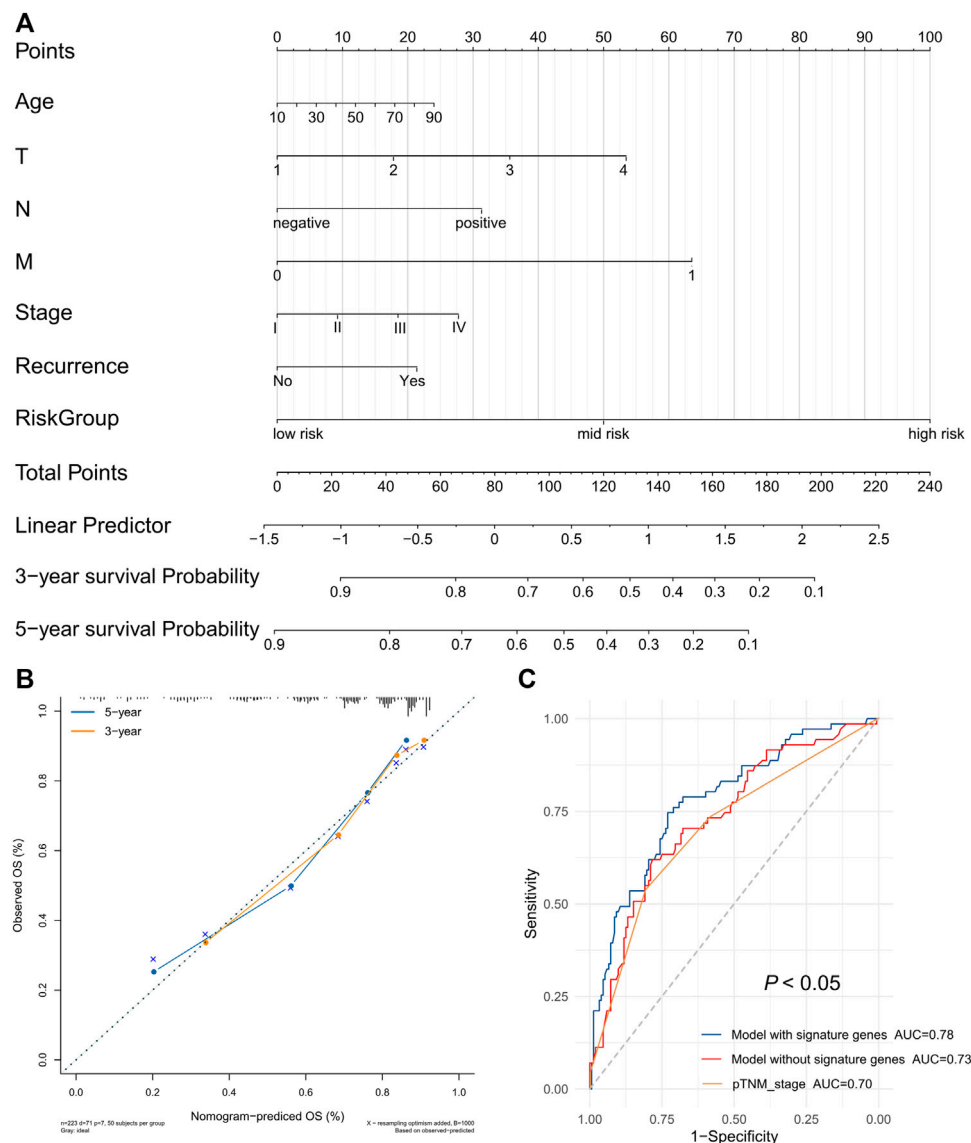 A
Points
0 10 20 30 40 50 60 70 80 90 100
Age
10 30 40 50 70 90
T
1 2 3 4
N
negative positive
M
0 1
Stage
I II III IV
Recurrence
No Yes
RiskGroup
low risk mid risk high risk
Total Points
0 20 40 60 80 100 120 140 160 180 200 220 240
Linear Predictor
−1.5 −1 −0.5 0 0.5 1 1.5 2 2.5
3−year survival Probability
0.9 0.8 0.7 0.6 0.5 0.4 0.3 0.2 0.1
5−year survival Probability
0.9 0.8 0.7 0.6 0.5 0.4 0.3 0.2 0.1
B
5−year
3−year
Observed OS (%)
1.0
0.8
0.6
0.4
0.2
0.0
0.0 0.2 0.4 0.6 0.8 1.0
Nomogram−prediced OS (%)
n=223 d=71 p=7, 50 subjects per group
Gray: ideal
X − resampling optimism added, B=1000
Based on observed−predicted
C
Sensitivity
1.00
0.75
0.50
0.25
0.00
P < 0.05
Model with signature genes AUC=0.78
Model without signature genes AUC=0.73
pTNM_stage AUC=0.70
1.00 0.75 0.50 0.25 0.00
1−Specificity